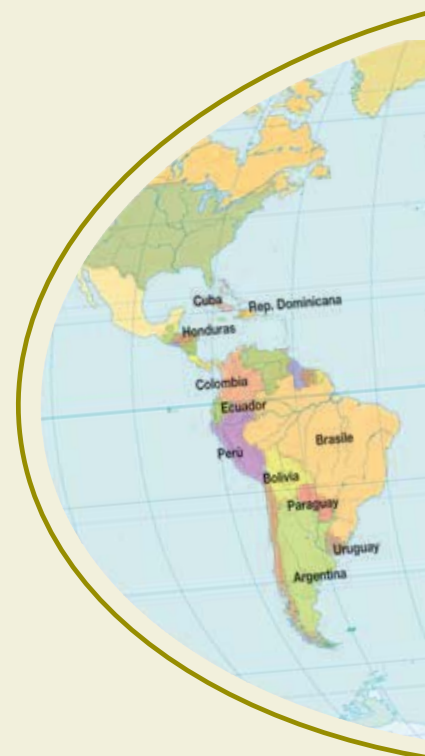 Cuba
Rep. Dominicana
Honduras
Colombia
Ecuador
Perù
Brasile
Bolivia
Paraguay
Uruguay
Argentina